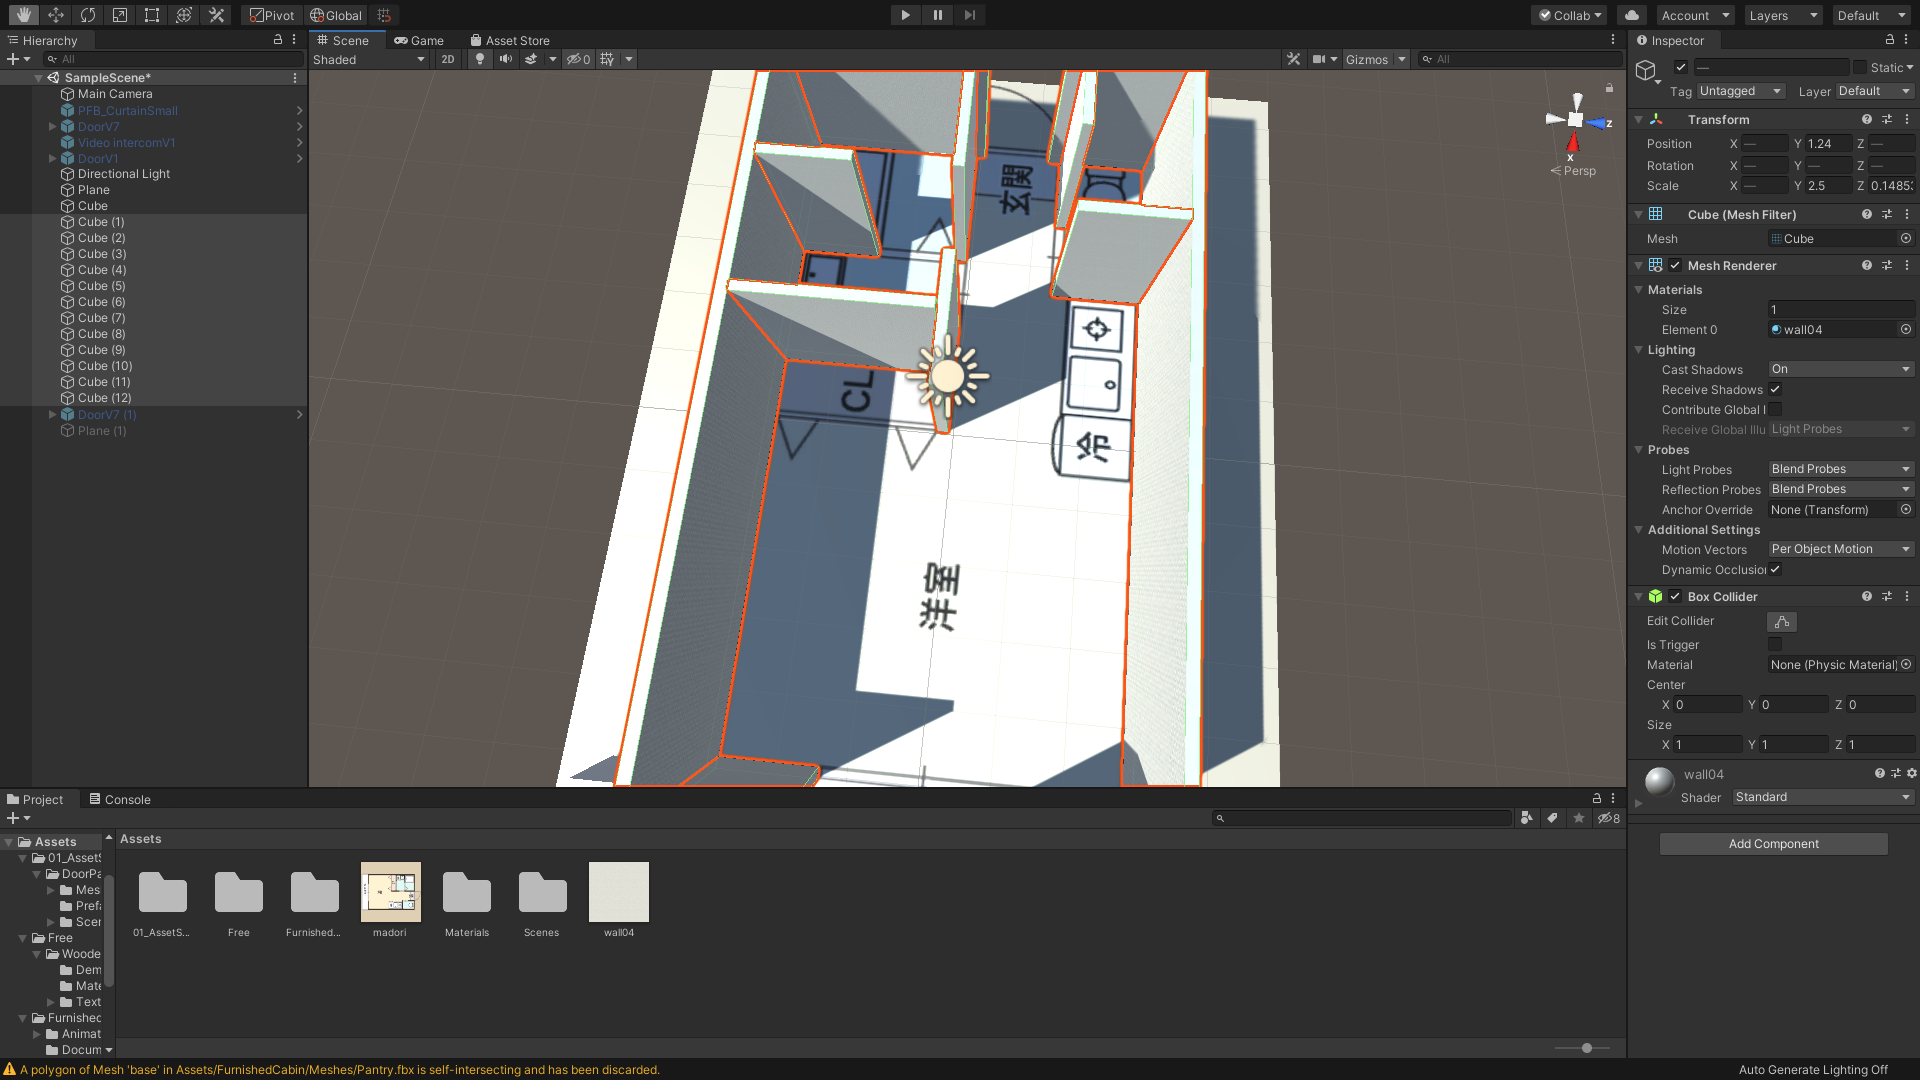 Pivot
Global
Collab
Account
Layers
Default
Hierarchy
All
SampleScene*
Main Camera
PFB_CurtainSmall
DoorV7
Video intercomV1
DoorV1
Directional Light
Plane
Cube
Cube (1)
Cube (2)
Cube (3)
Cube (4)
Cube (5)
Cube (6)
Cube (7)
Cube (8)
Cube (9)
Cube (10)
Cube (11)
Cube (12)
DoorV7 (1)
Plane (1)
Scene
Game
Asset Store
Shaded
2D
0
Gizmos
All
玄関
CL
冷
洋室
z
x
Persp
Inspector
—
Static
Tag Untagged Layer Default
Transform
Position X — Y 1.24 Z —
Rotation X — Y — Z —
Scale X — Y 2.5 Z 0.1485
Cube (Mesh Filter)
Mesh Cube
Mesh Renderer
Materials
Size 1
Element 0 wall04
Lighting
Cast Shadows On
Receive Shadows
Contribute Global I
Receive Global Illu Light Probes
Probes
Light Probes Blend Probes
Reflection Probes Blend Probes
Anchor Override None (Transform)
Additional Settings
Motion Vectors Per Object Motion
Dynamic Occlusion
Box Collider
Edit Collider
Is Trigger
Material None (Physic Material)
Center
X 0 Y 0 Z 0
Size
X 1 Y 1 Z 1
wall04
Shader Standard
Add Component
Project
Console
8
Assets
01_AssetS
DoorPa
Mes
Prefa
Scer
Free
Woode
Dem
Mate
Text
Furnished
Animat
Docum
Assets
01_AssetS...
Free
Furnished...
madori
Materials
Scenes
wall04
A polygon of Mesh 'base' in Assets/FurnishedCabin/Meshes/Pantry.fbx is self-intersecting and has been discarded.
Auto Generate Lighting Off